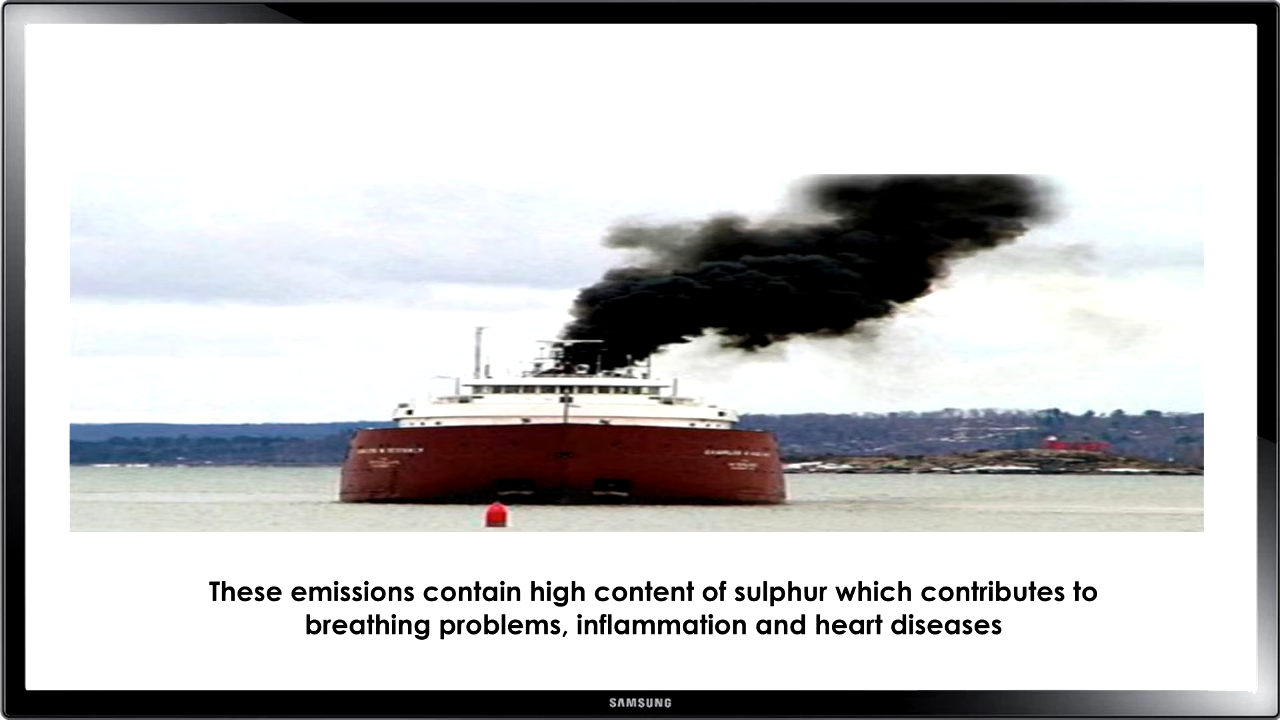 These emissions contain high content of sulphur which contributes to
breathing problems, inflammation and heart diseases
SAMSUNG